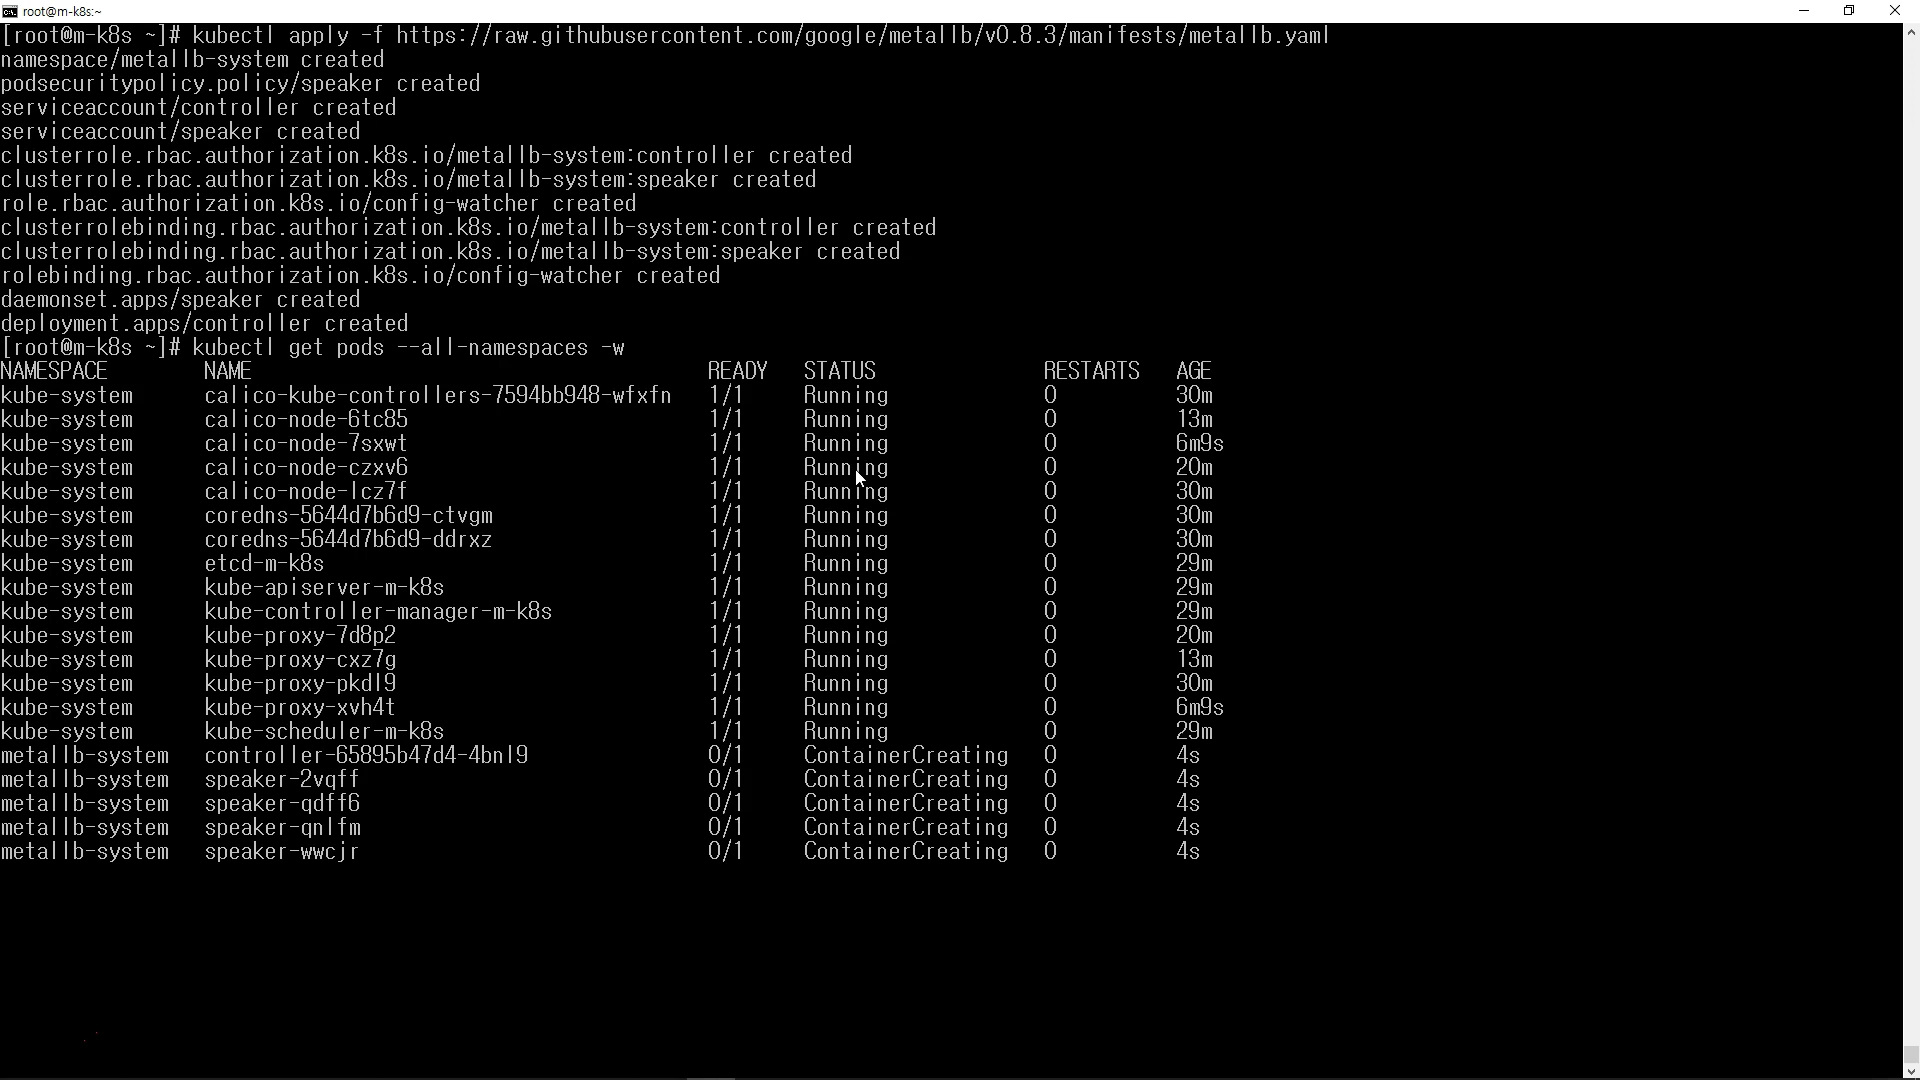 root@m-k8s:~
[root@m-k8s ~]# kubectl apply -f https://raw.githubusercontent.com/google/metallb/v0.8.3/manifests/metallb.yaml
namespace/metallb-system created
podsecuritypolicy.policy/speaker created
serviceaccount/controller created
serviceaccount/speaker created
clusterrole.rbac.authorization.k8s.io/metallb-system:controller created
clusterrole.rbac.authorization.k8s.io/metallb-system:speaker created
role.rbac.authorization.k8s.io/config-watcher created
clusterrolebinding.rbac.authorization.k8s.io/metallb-system:controller created
clusterrolebinding.rbac.authorization.k8s.io/metallb-system:speaker created
rolebinding.rbac.authorization.k8s.io/config-watcher created
daemonset.apps/speaker created
deployment.apps/controller created
[root@m-k8s ~]# kubectl get pods --all-namespaces -w
NAMESPACE NAME READY STATUS RESTARTS AGE
kube-system calico-kube-controllers-7594bb948-wfxfn 1/1 Running 0 30m
kube-system calico-node-6tc85 1/1 Running 0 13m
kube-system calico-node-7sxwt 1/1 Running 0 6m9s
kube-system calico-node-czxv6 1/1 Running 0 20m
kube-system calico-node-lcz7f 1/1 Running 0 30m
kube-system coredns-5644d7b6d9-ctvgm 1/1 Running 0 30m
kube-system coredns-5644d7b6d9-ddrxz 1/1 Running 0 30m
kube-system etcd-m-k8s 1/1 Running 0 29m
kube-system kube-apiserver-m-k8s 1/1 Running 0 29m
kube-system kube-controller-manager-m-k8s 1/1 Running 0 29m
kube-system kube-proxy-7d8p2 1/1 Running 0 20m
kube-system kube-proxy-cxz7g 1/1 Running 0 13m
kube-system kube-proxy-pkdl9 1/1 Running 0 30m
kube-system kube-proxy-xvh4t 1/1 Running 0 6m9s
kube-system kube-scheduler-m-k8s 1/1 Running 0 29m
metallb-system controller-65895b47d4-4bnl9 0/1 ContainerCreating 0 4s
metallb-system speaker-2vqff 0/1 ContainerCreating 0 4s
metallb-system speaker-qdff6 0/1 ContainerCreating 0 4s
metallb-system speaker-qnlfm 0/1 ContainerCreating 0 4s
metallb-system speaker-wwcjr 0/1 ContainerCreating 0 4s